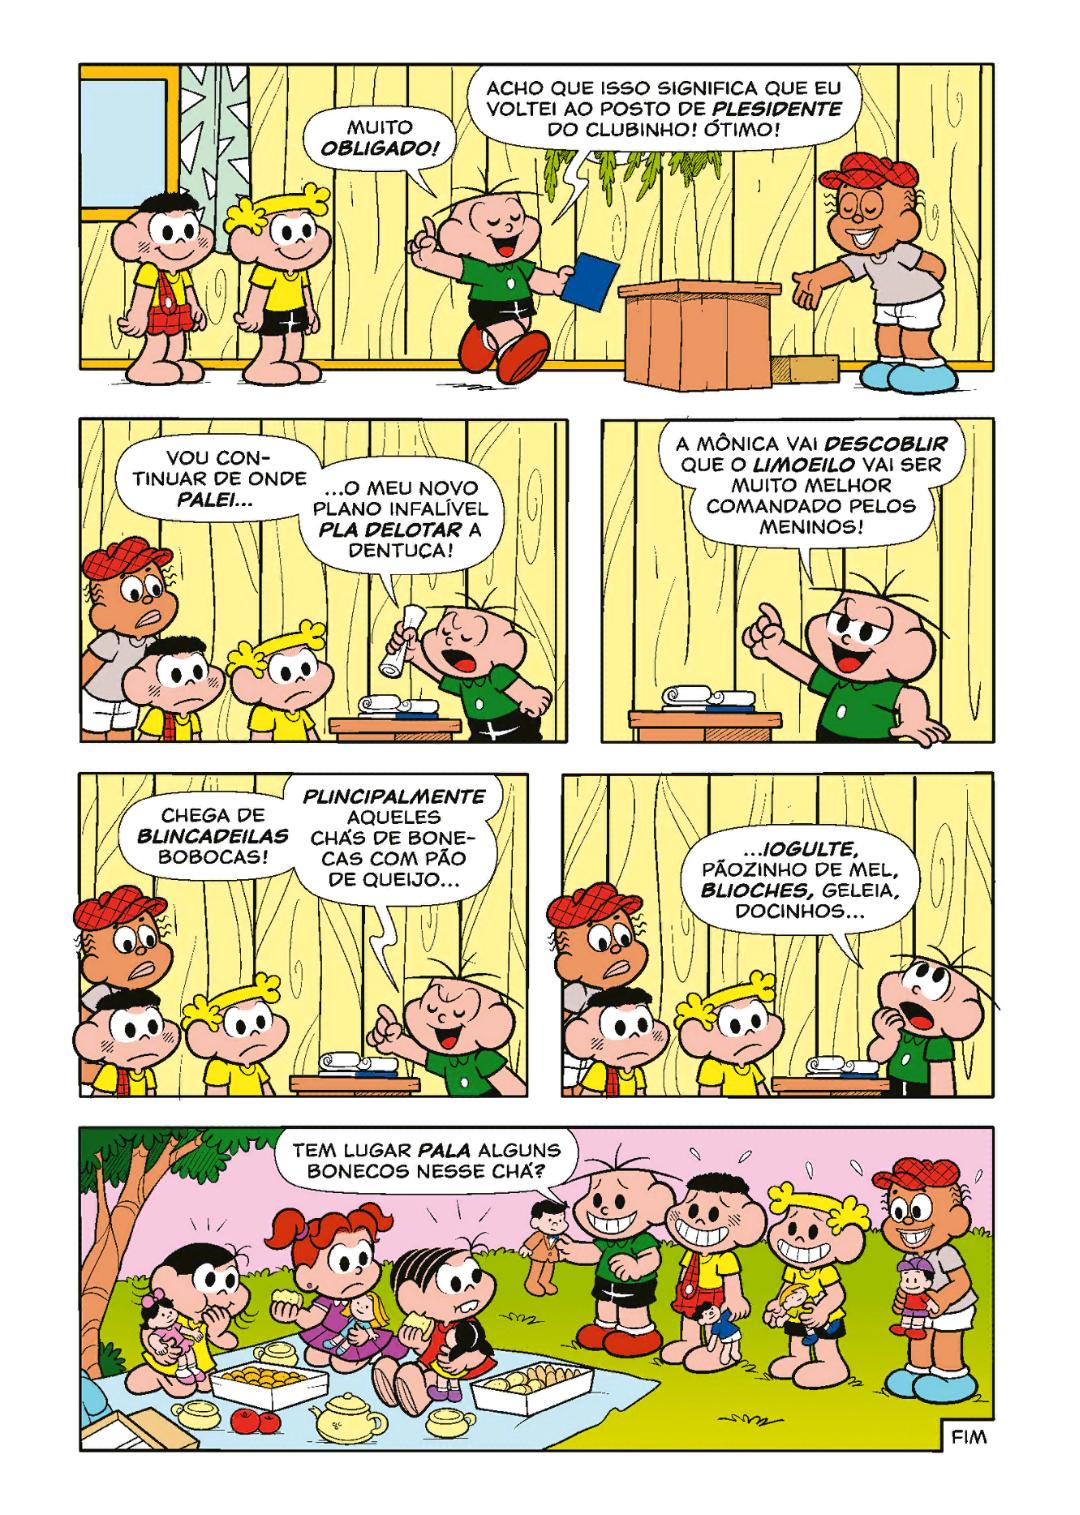 MUITO
OBLIGADO!
ACHO QUE ISSO SIGNIFICA QUE EU
VOLTEI AO POSTO DE PLESIDENTE
DO CLUBINHO! ÓTIMO!
VOU CON-
TINUAR DE ONDE
PALEI...
...O MEU NOVO
PLANO INFALÍVEL
PLA DELOTAR A
DENTUÇA!
A MÔNICA VAI DESCOBLIR
QUE O LIMOEILO VAI SER
MUITO MELHOR
COMANDADO PELOS
MENINOS!
CHEGA DE
BLINCADEILAS
BOBOCAS!
PLINCIPALMENTE
AQUELES
CHÁS DE BONE-
CAS COM PÃO
DE QUEIJO...
...IOGULTE,
PÃOZINHO DE MEL,
BLIOCHES, GELEIA,
DOCINHOS...
TEM LUGAR PALA ALGUNS
BONECOS NESSE CHÁ?
FIM